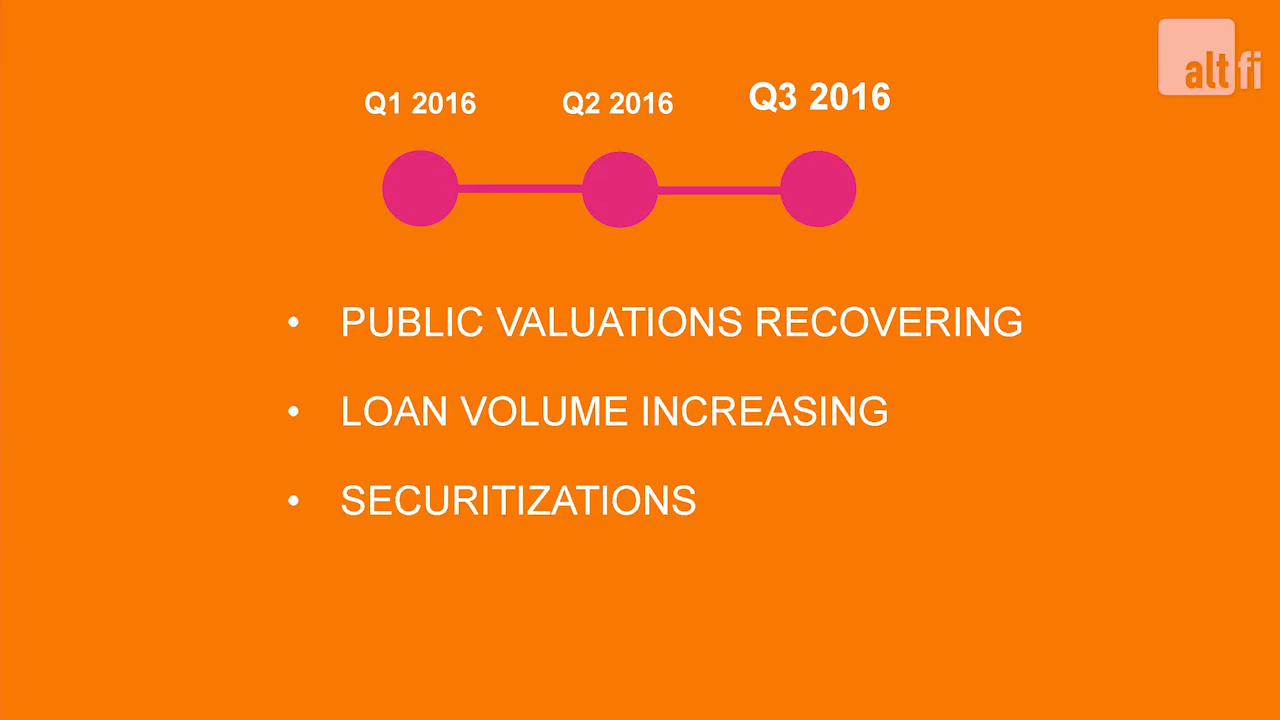 altfi
Q1 2016 Q2 2016 Q3 2016
• PUBLIC VALUATIONS RECOVERING
• LOAN VOLUME INCREASING
• SECURITIZATIONS